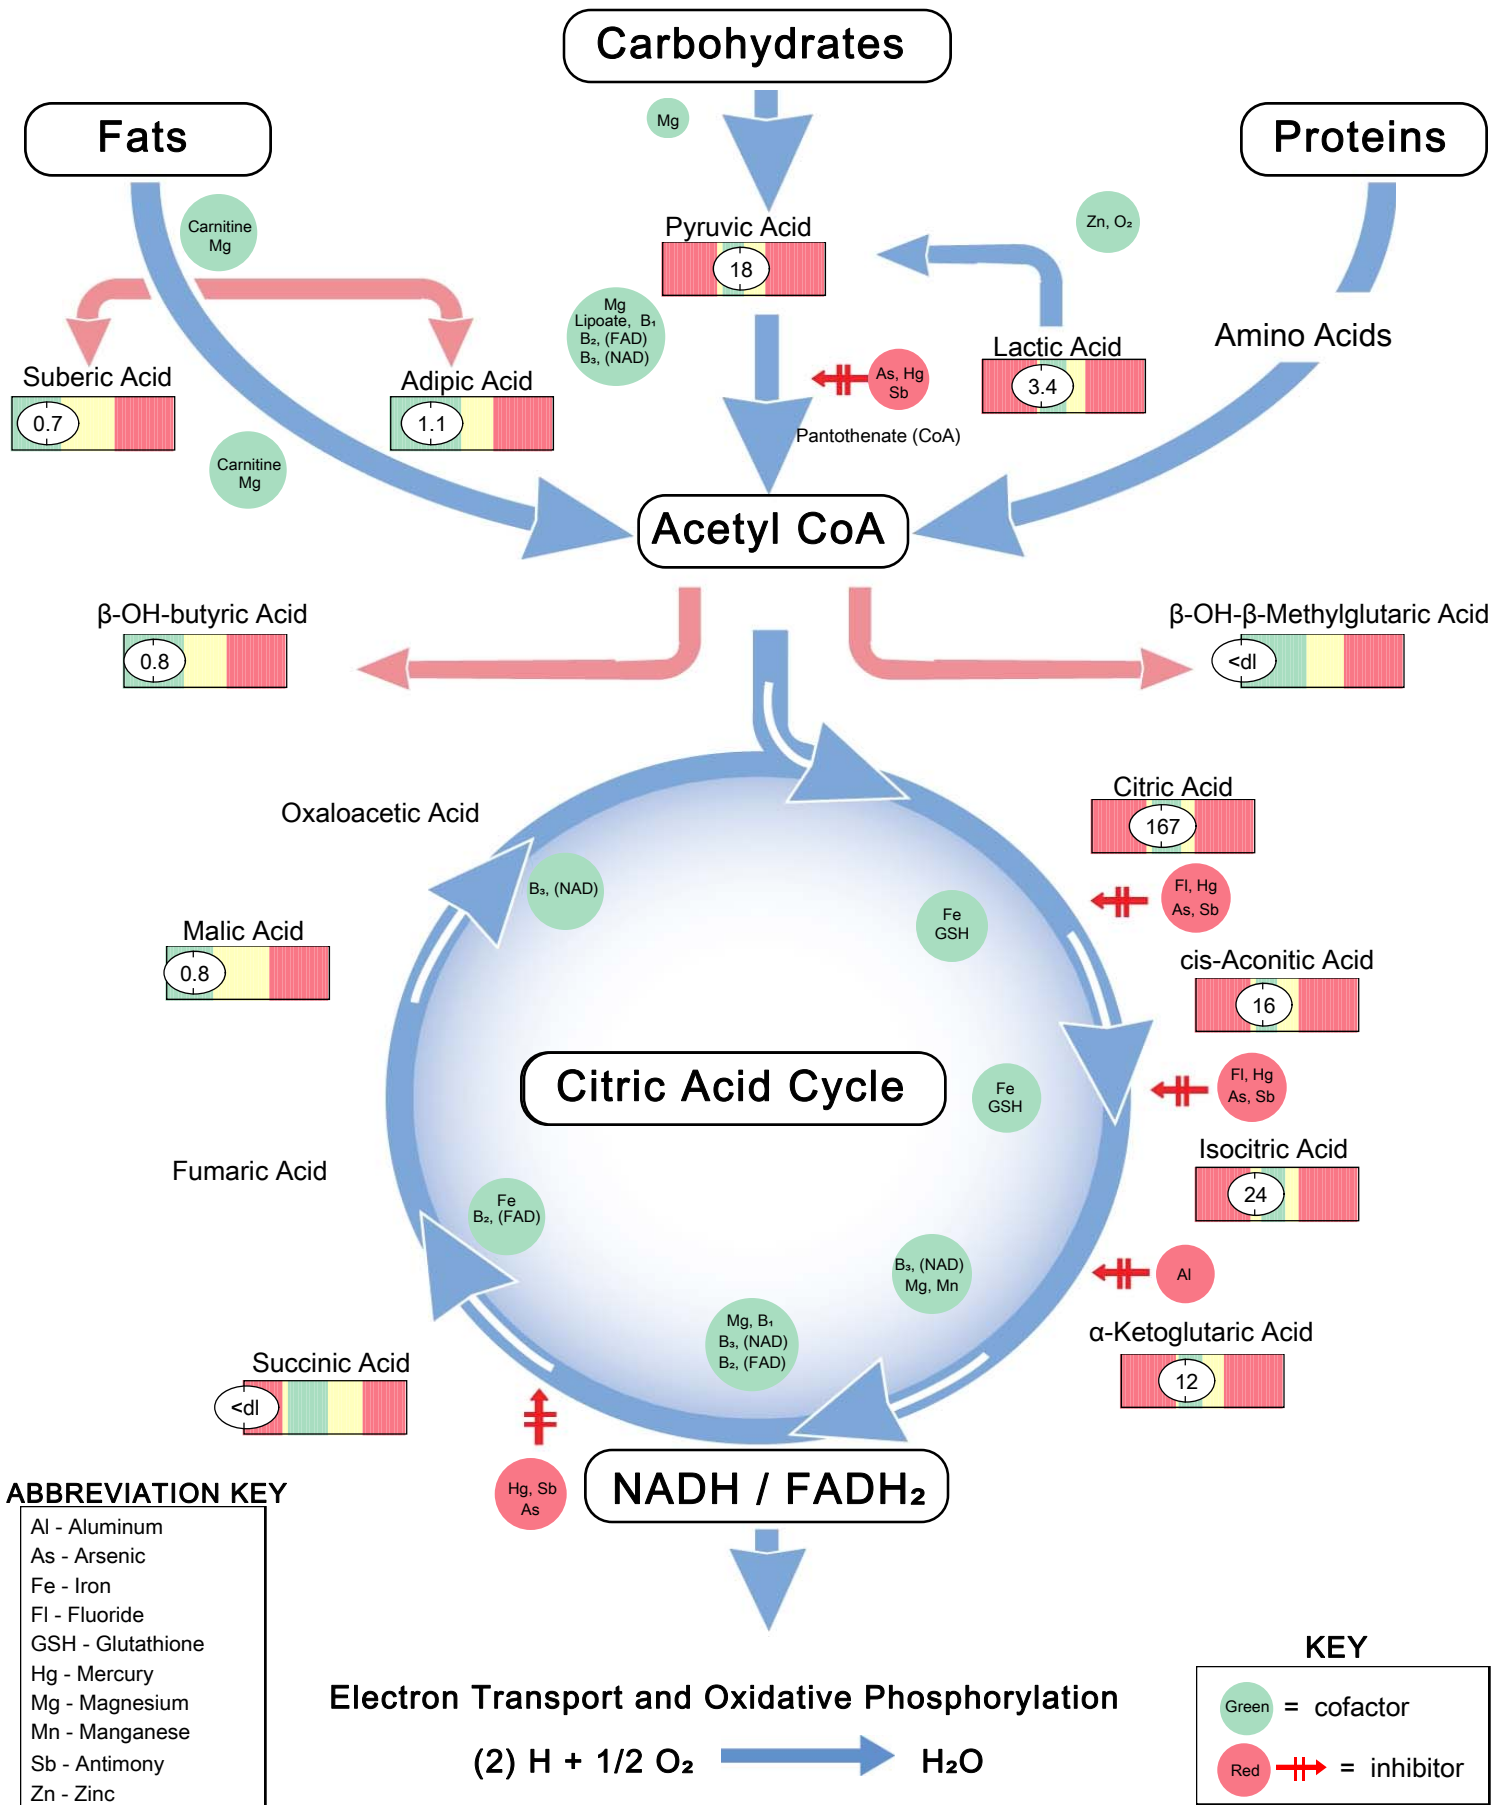 Carbohydrates
Fats
Proteins
Mg
Carnitine
Mg
Zn, O₂
Pyruvic Acid
18
Mg
Lipoate, B₁
B₂, (FAD)
B₃, (NAD)
Lactic Acid
3.4
Amino Acids
As, Hg
Sb
Suberic Acid
0.7
Adipic Acid
1.1
Pantothenate (CoA)
Carnitine
Mg
Acetyl CoA
β-OH-butyric Acid
0.8
β-OH-β-Methylglutaric Acid
<dl
Citric Acid
167
Oxaloacetic Acid
B₃, (NAD)
Fl, Hg
As, Sb
Fe
GSH
Malic Acid
0.8
cis-Aconitic Acid
16
Citric Acid Cycle
Fe
GSH
Fl, Hg
As, Sb
Isocitric Acid
24
Fumaric Acid
Fe
B₂, (FAD)
B₃, (NAD)
Mg, Mn
Al
Mg, B₁
B₃, (NAD)
B₂, (FAD)
α-Ketoglutaric Acid
12
Succinic Acid
<dl
Hg, Sb
As
NADH / FADH₂
ABBREVIATION KEY
Al - Aluminum
As - Arsenic
Fe - Iron
Fl - Fluoride
GSH - Glutathione
Hg - Mercury
Mg - Magnesium
Mn - Manganese
Sb - Antimony
Zn - Zinc
Electron Transport and Oxidative Phosphorylation
(2) H + 1/2 O₂ H₂O
KEY
Green = cofactor
Red = inhibitor